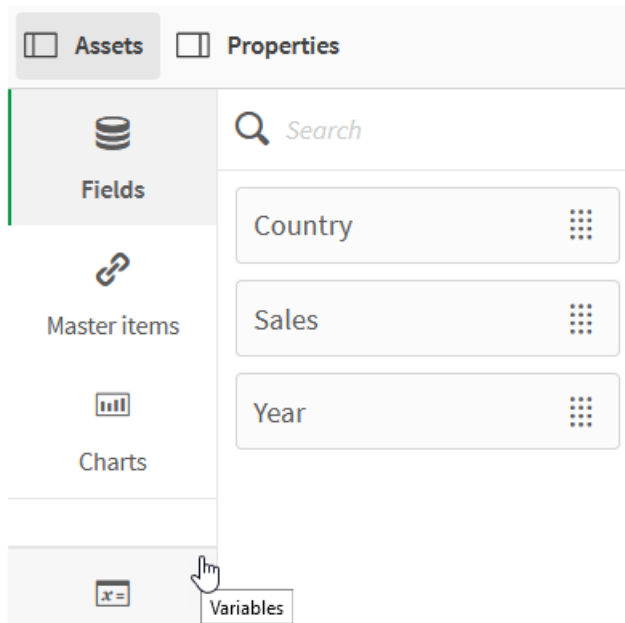 Assets Properties
Search
Fields
Country
Master items
Sales
Year
Charts
x=
Variables